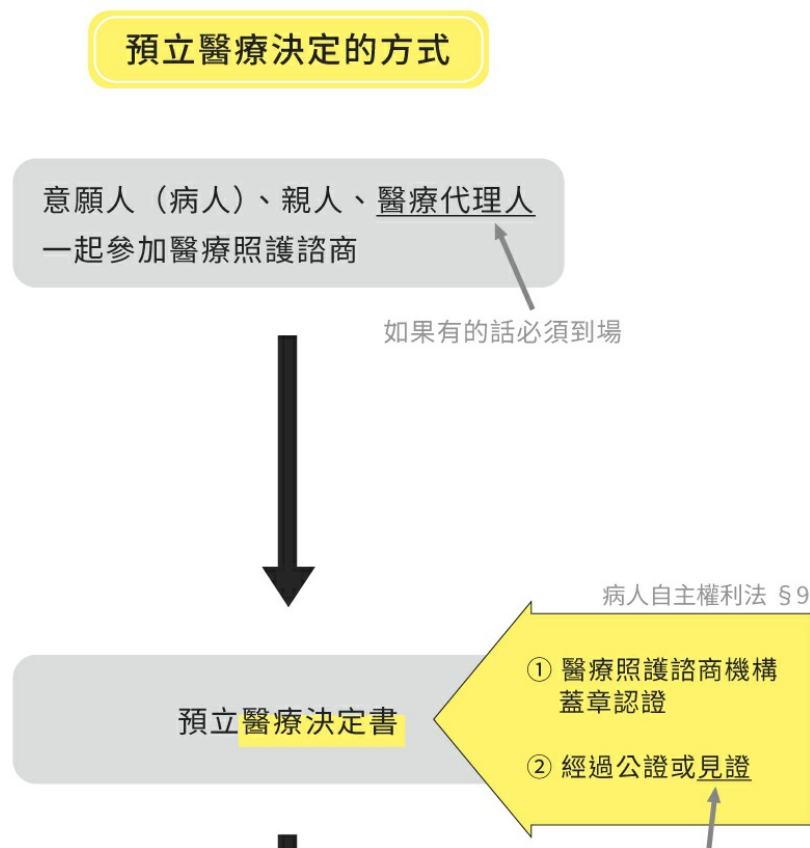 預立醫療決定的方式
意願人（病人）、親人、醫療代理人
一起參加醫療照護諮商
如果有的話必須到場
病人自主權利法 §9
① 醫療照護諮商機構
蓋章認證
預立醫療決定書
② 經過公證或見證